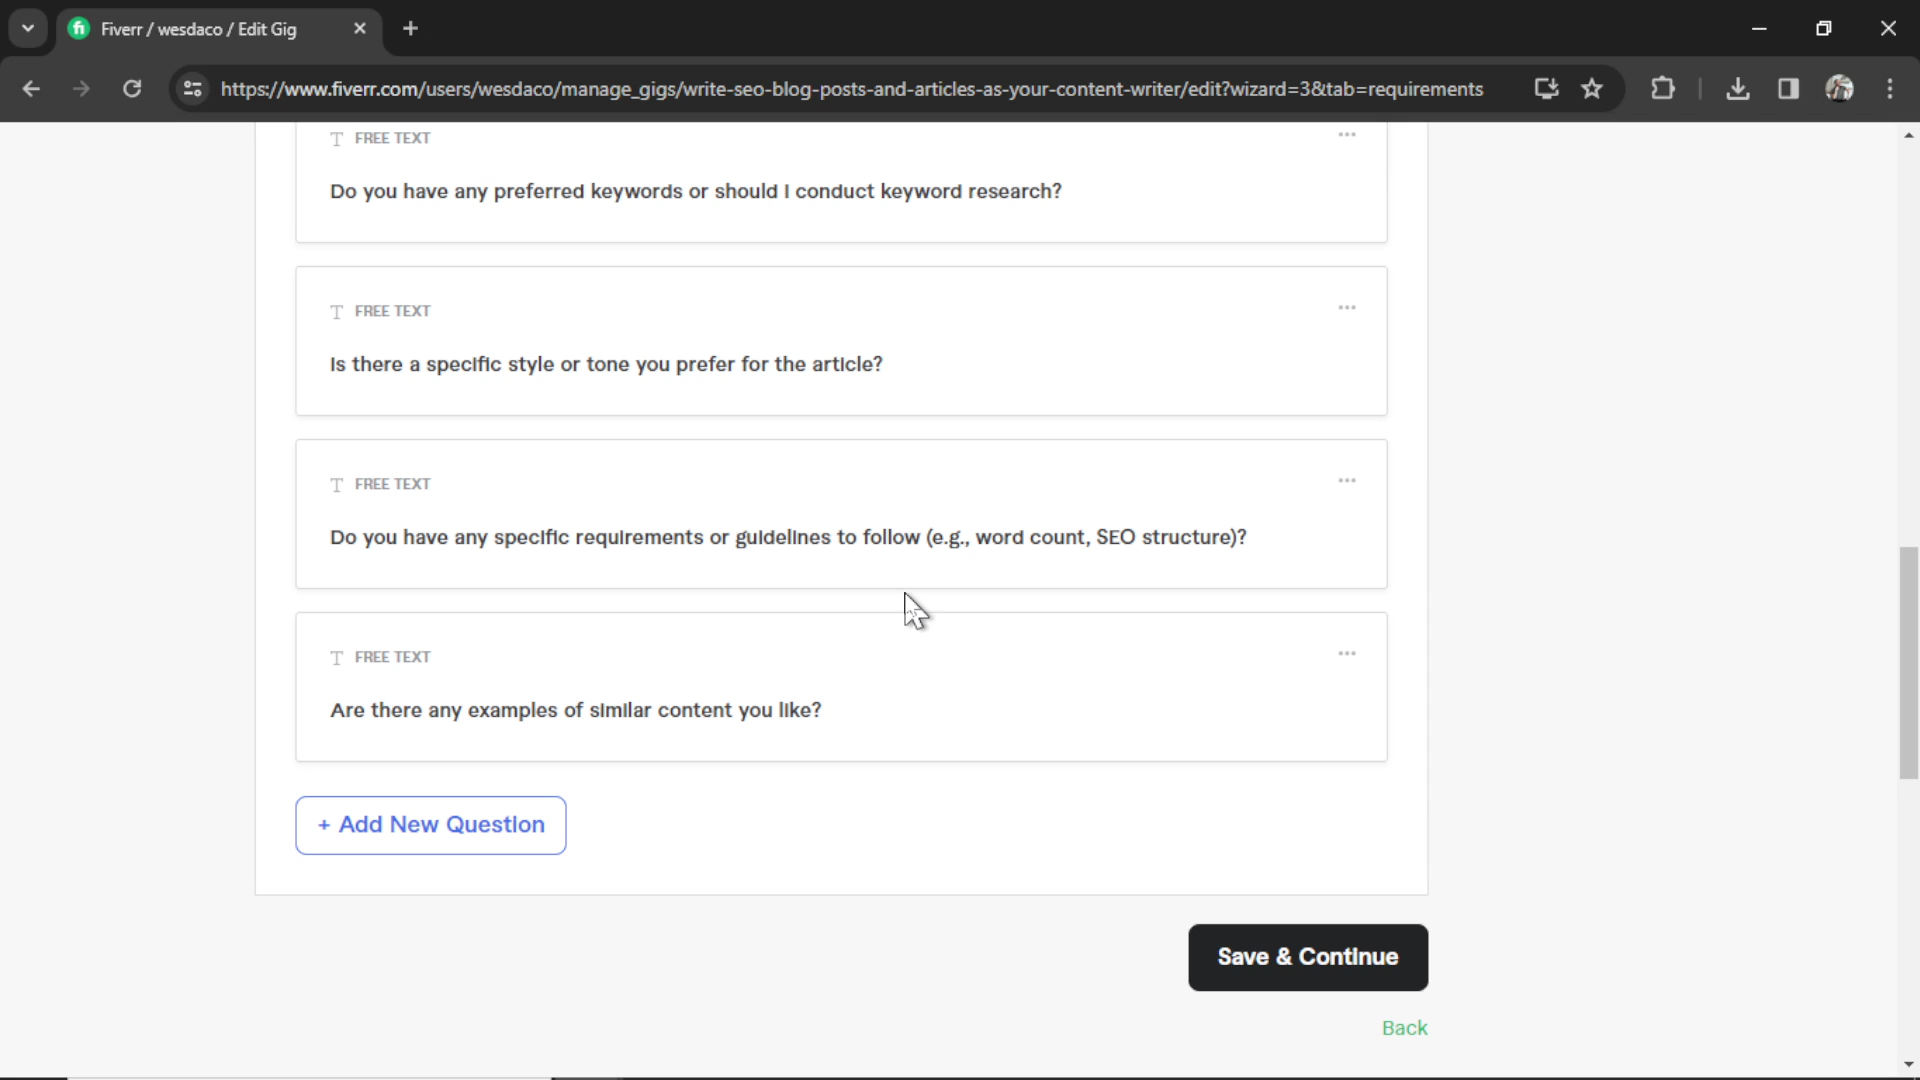 Fiverr / wesdaco / Edit Gig
https://www.fiverr.com/users/wesdaco/manage_gigs/write-seo-blog-posts-and-articles-as-your-content-writer/edit?wizard=3&tab=requirements
FREE TEXT
Do you have any preferred keywords or should I conduct keyword research?
FREE TEXT
Is there a specific style or tone you prefer for the article?
FREE TEXT
Do you have any specific requirements or guidelines to follow (e.g., word count, SEO structure)?
FREE TEXT
Are there any examples of similar content you like?
+ Add New Question
Save & Continue
Back